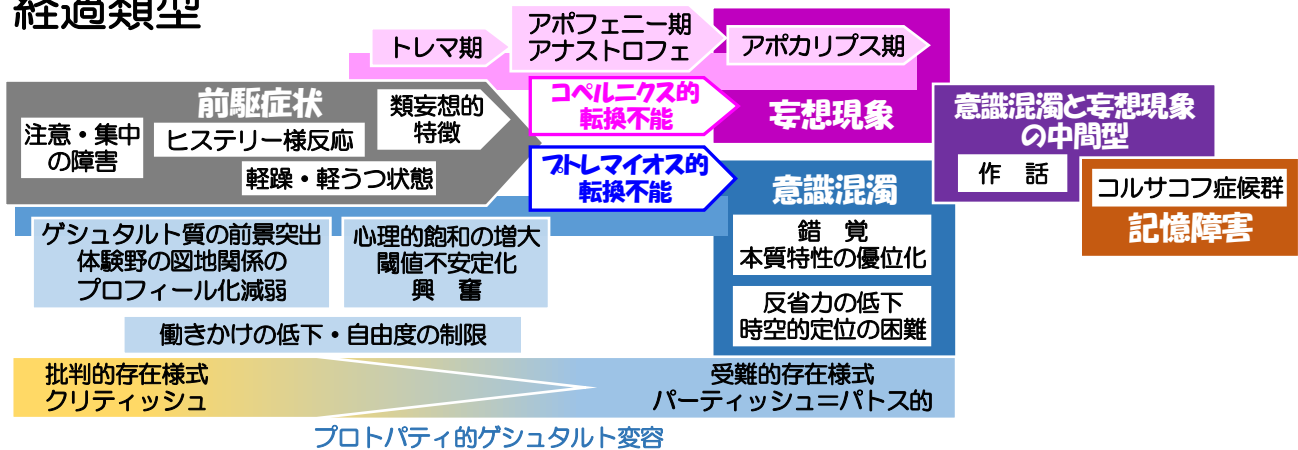 経過類型
トレマ期
アポフェニー期
アナストロフェ
アポカリプス期
前駆症状
注意・集中
の障害
ヒステリー様反応
類妄想的
特徴
軽躁・軽うつ状態
コペルニクス的
転換不能
プトレマイオス的
転換不能
妄想現象
意識混濁と妄想現象
の中間型
作　話
コルサコフ症候群
記憶障害
意識混濁
錯　覚
本質特性の優位化
反省力の低下
時空的定位の困難
ゲシュタルト質の前景突出
体験野の図地関係の
プロフィール化減弱
心理的飽和の増大
閾値不安定化
興　奮
働きかけの低下・自由度の制限
批判的存在様式
クリティッシュ
受難的存在様式
パーティッシュ＝パトス的
プロトパティ的ゲシュタルト変容